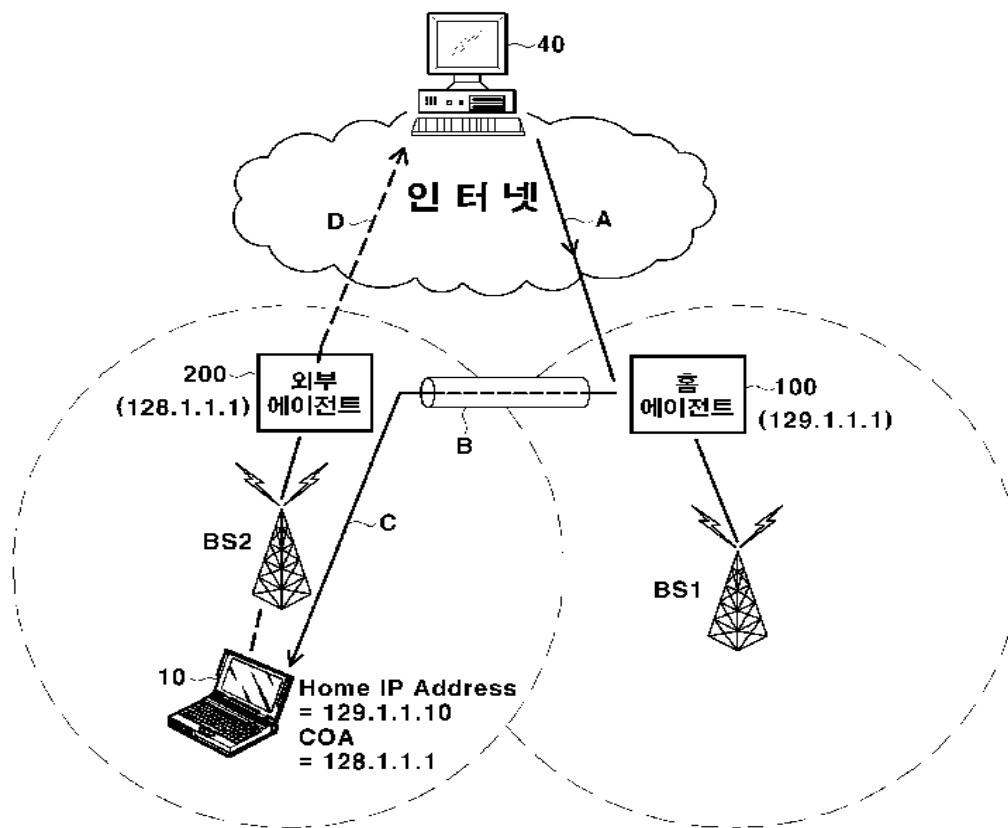 40
인 터 넷
D
A
200
(128.1.1.1)
외부
에이전트
홈
에이전트
100
(129.1.1.1)
B
C
BS2
BS1
10
Home IP Address
= 129.1.1.10
COA
= 128.1.1.1